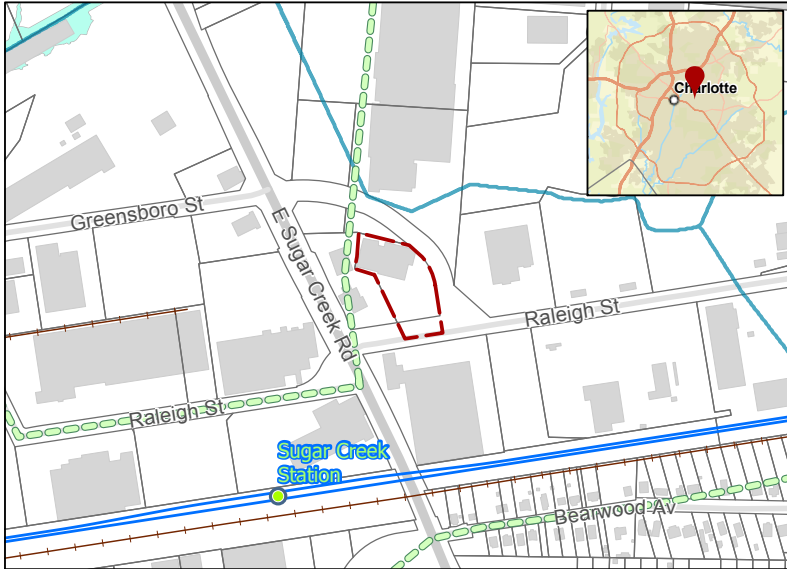 Charlotte
Greensboro St
E Sugar Creek Rd
Raleigh St
Raleigh St
Sugar Creek
Station
Bearwood Av